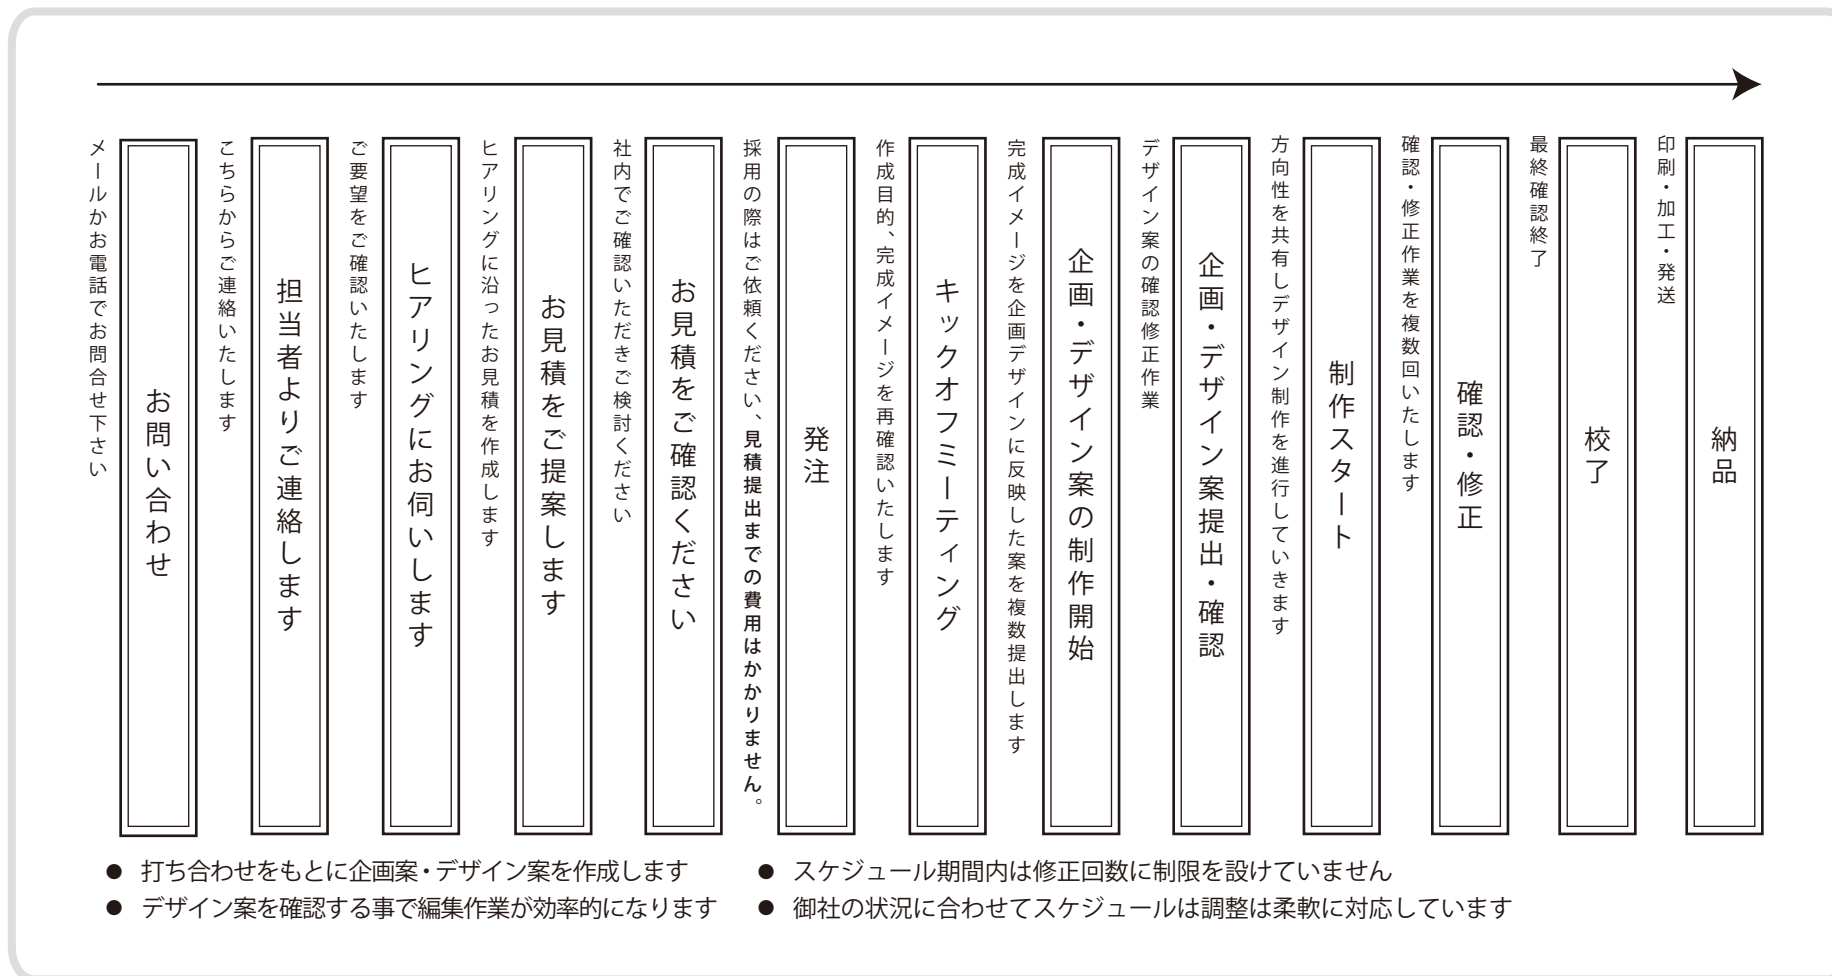 メールかお電話でお問合せ下さい
お問い合わせ
こちらからご連絡いたします
担当者よりご連絡します
ご要望をご確認いたします
ヒアリングにお伺いします
ヒアリングに沿ったお見積を作成します
お見積をご提案します
社内でご確認いただきご検討ください
お見積をご確認ください
採用の際はご依頼ください、見積提出までの費用はかかりません。
発注
作成目的、完成イメージを再確認いたします
キックオフミーティング
完成イメージを企画デザインに反映した案を複数提出します
企画・デザイン案の制作開始
デザイン案の確認修正作業
企画・デザイン案提出・確認
方向性を共有しデザイン制作を進行していきます
制作スタート
確認・修正作業を複数回いたします
確認・修正
最終確認終了
校了
印刷・加工・発送
納品
● 打ち合わせをもとに企画案・デザイン案を作成します
● デザイン案を確認する事で編集作業が効率的になります
● スケジュール期間内は修正回数に制限を設けていません
● 御社の状況に合わせてスケジュールは調整は柔軟に対応しています